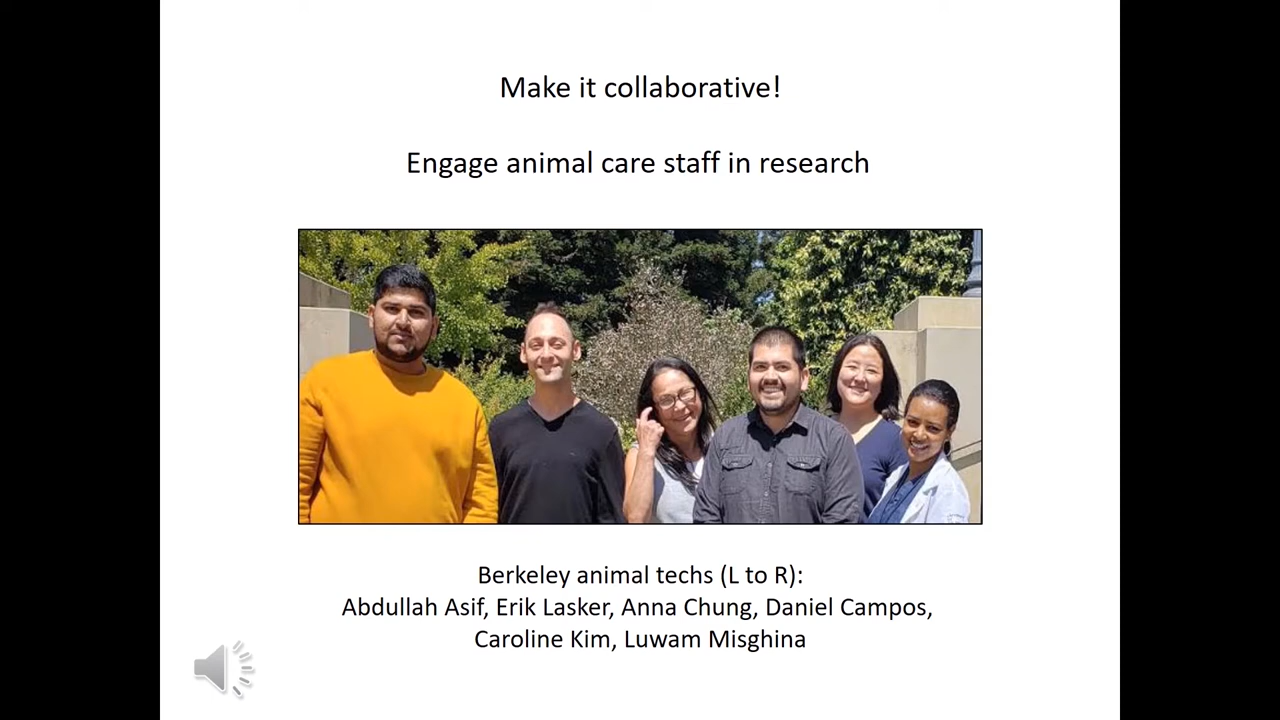 Make it collaborative!
Engage animal care staff in research
Berkeley animal techs (L to R):
Abdullah Asif, Erik Lasker, Anna Chung, Daniel Campos,
Caroline Kim, Luwam Misghina